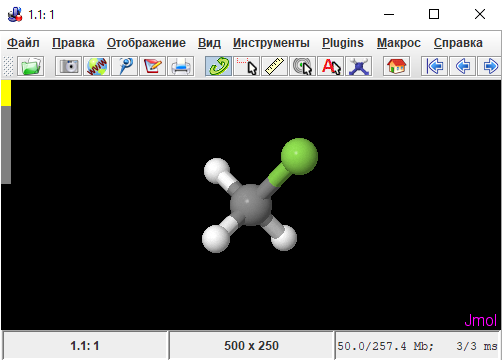 1.1: 1
Файл Правка Отображение Вид Инструменты Plugins Макрос Справка
Jmol
1.1: 1 500 x 250 50.0/257.4 Mb; 3/3 ms